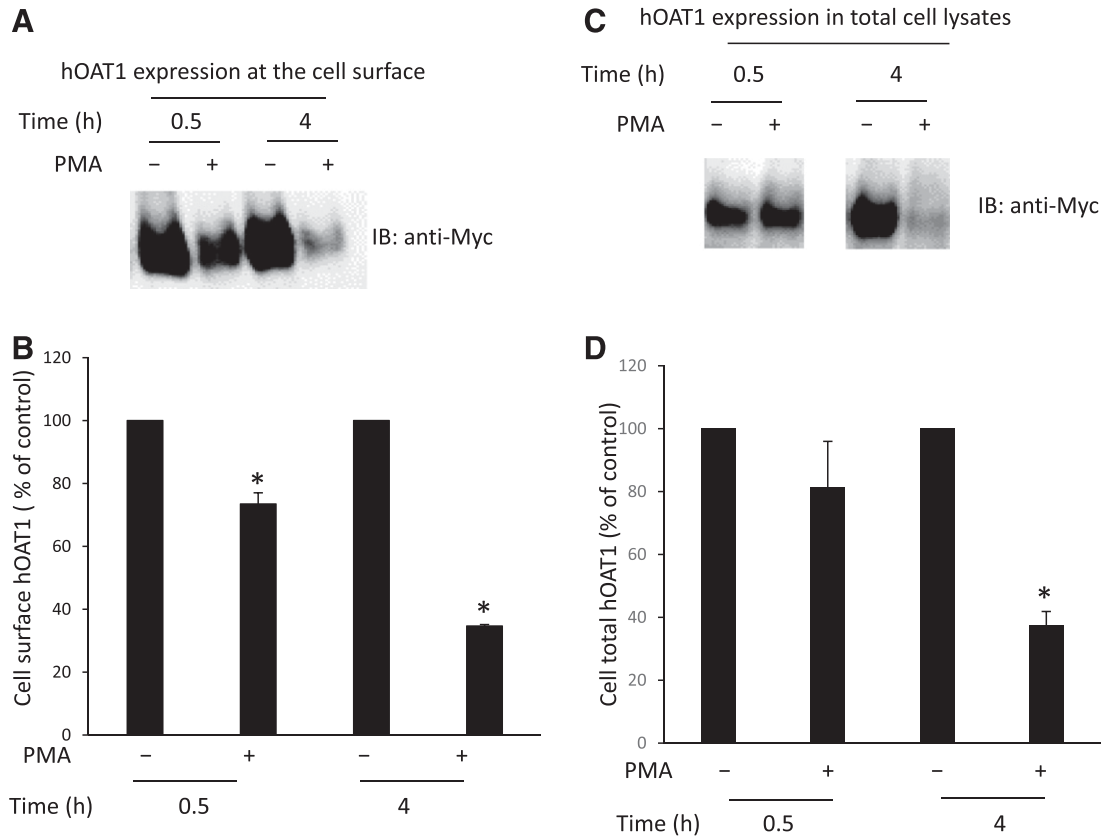 A
hOAT1 expression at the cell surface
Time (h) 0.5 4
PMA − + − +
IB: anti-Myc
B
Cell surface hOAT1 ( % of control)
120
100
80
60
40
20
0
*
*
PMA − + − +
Time (h) 0.5 4
C
hOAT1 expression in total cell lysates
Time (h) 0.5 4
PMA − + − +
IB: anti-Myc
D
Cell total hOAT1 (% of control)
120
100
80
60
40
20
0
*
PMA − + − +
Time (h) 0.5 4